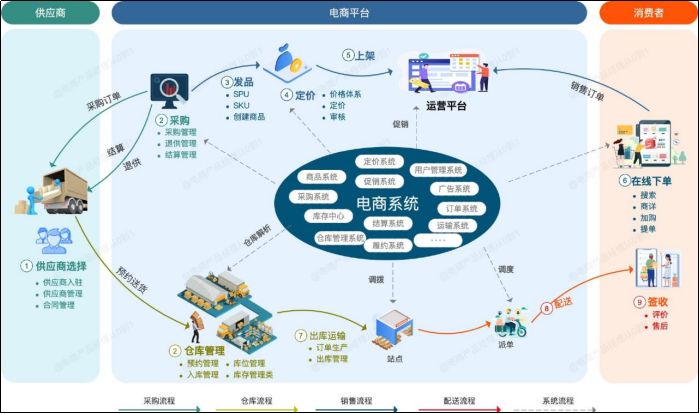 供应商
电商平台
消费者
采购订单
结算
退供
②采购
采购管理
退供管理
结算管理
③发品
SPU
SKU
创建商品
④定价
价格体系
定价
审核
⑤上架
运营平台
销售订单
促销
定价系统
商品系统
促销系统
用户管理系统
采购系统
广告系统
电商系统
库存中心
订单系统
结算系统
运输系统
仓库管理系统
履约系统
....
⑥在线下单
搜索
商详
加购
提单
①供应商选择
供应商入驻
供应商管理
合同管理
预约送货
仓库解析
调拨
调度
②仓库管理
预约管理
库位管理
入库管理
库存管理类
⑦出库运输
订单生产
出库管理
站点
派单
⑧配送
⑨签收
评价
售后
采购流程
仓库流程
销售流程
配送流程
系统流程